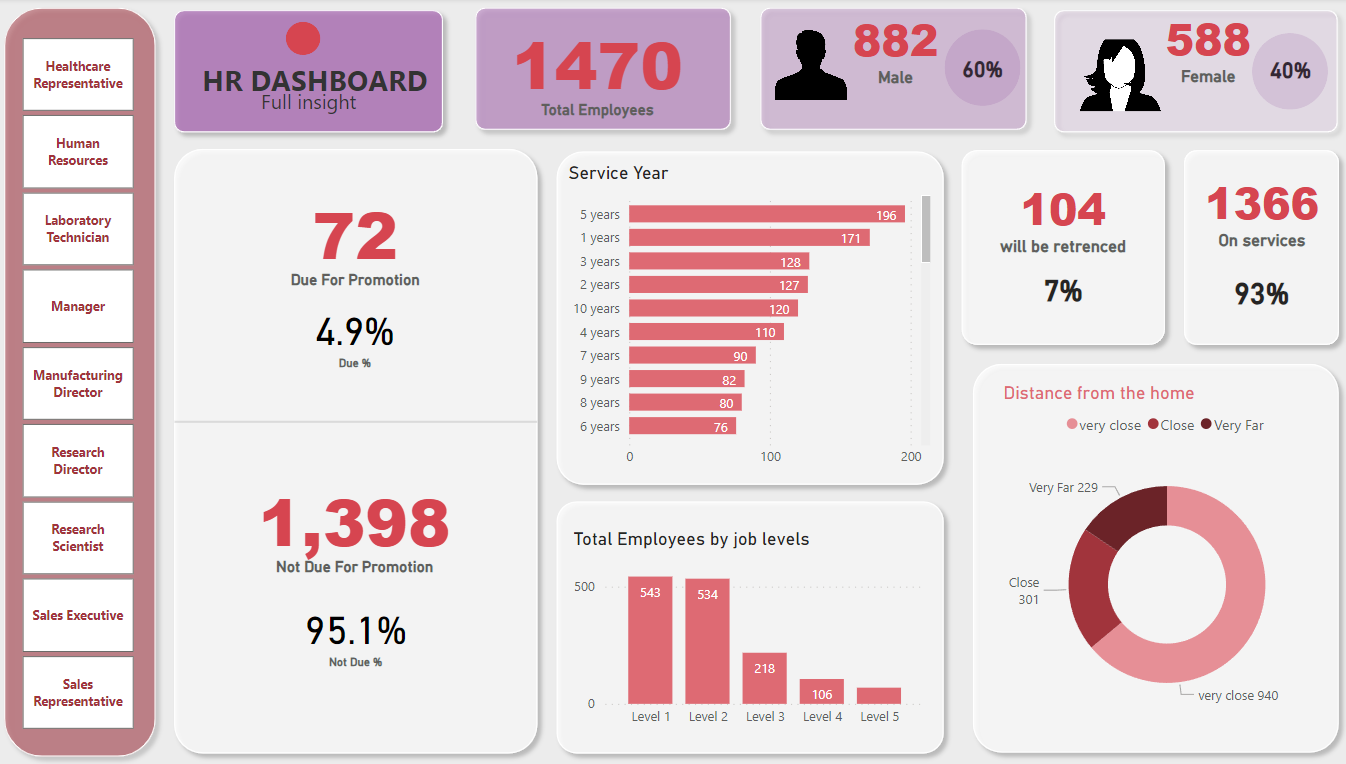 Healthcare
Representative
Human
Resources
Laboratory
Technician
Manager
Manufacturing
Director
Research
Director
Research
Scientist
Sales Executive
Sales
Representative
HR DASHBOARD
Full insight
1470
Total Employees
882
Male
60%
588
Female
40%
72
Due For Promotion
4.9%
Due %
1,398
Not Due For Promotion
95.1%
Not Due %
Service Year
5 years 196
1 years 171
3 years 128
2 years 127
10 years 120
4 years 110
7 years 90
9 years 82
8 years 80
6 years 76
0 100 200
Total Employees by job levels
500
0
543 534 218 106
Level 1 Level 2 Level 3 Level 4 Level 5
104
will be retrenced
7%
1366
On services
93%
Distance from the home
very close Close Very Far
Very Far 229
Close
301
very close 940